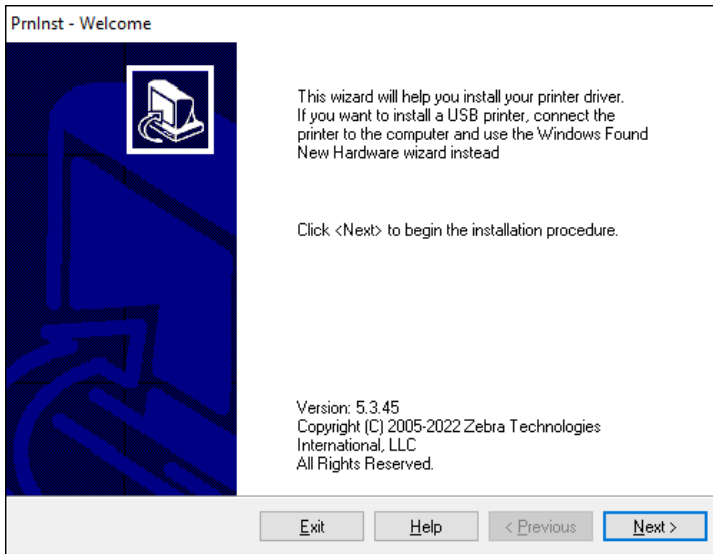 PrnInst - Welcome
This wizard will help you install your printer driver.
If you want to install a USB printer, connect the
printer to the computer and use the Windows Found
New Hardware wizard instead
Click <Next> to begin the installation procedure.
Version: 5.3.45
Copyright (C) 2005-2022 Zebra Technologies
International, LLC
All Rights Reserved.
Exit Help < Previous Next >